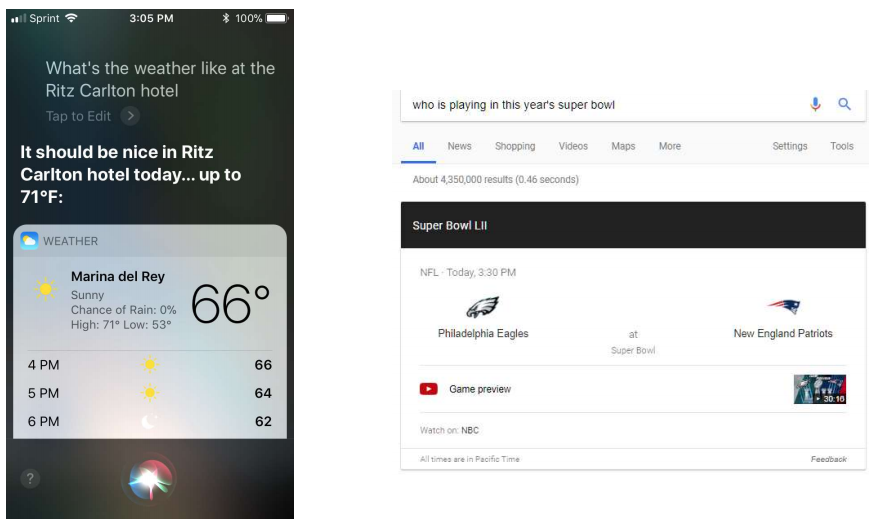 Sprint 3:05 PM 100%
What's the weather like at the
Ritz Carlton hotel
Tap to Edit
It should be nice in Ritz
Carlton hotel today... up to
71°F:
WEATHER
Marina del Rey
Sunny
Chance of Rain: 0%
High: 71° Low: 53°
66°
4 PM 66
5 PM 64
6 PM 62
?
who is playing in this year's super bowl
All News Shopping Videos Maps More Settings Tools
About 4,350,000 results (0.46 seconds)
Super Bowl LII
NFL · Today, 3:30 PM
Philadelphia Eagles at New England Patriots
Super Bowl
Game preview 30:16
Watch on: NBC
All times are in Pacific Time Feedback